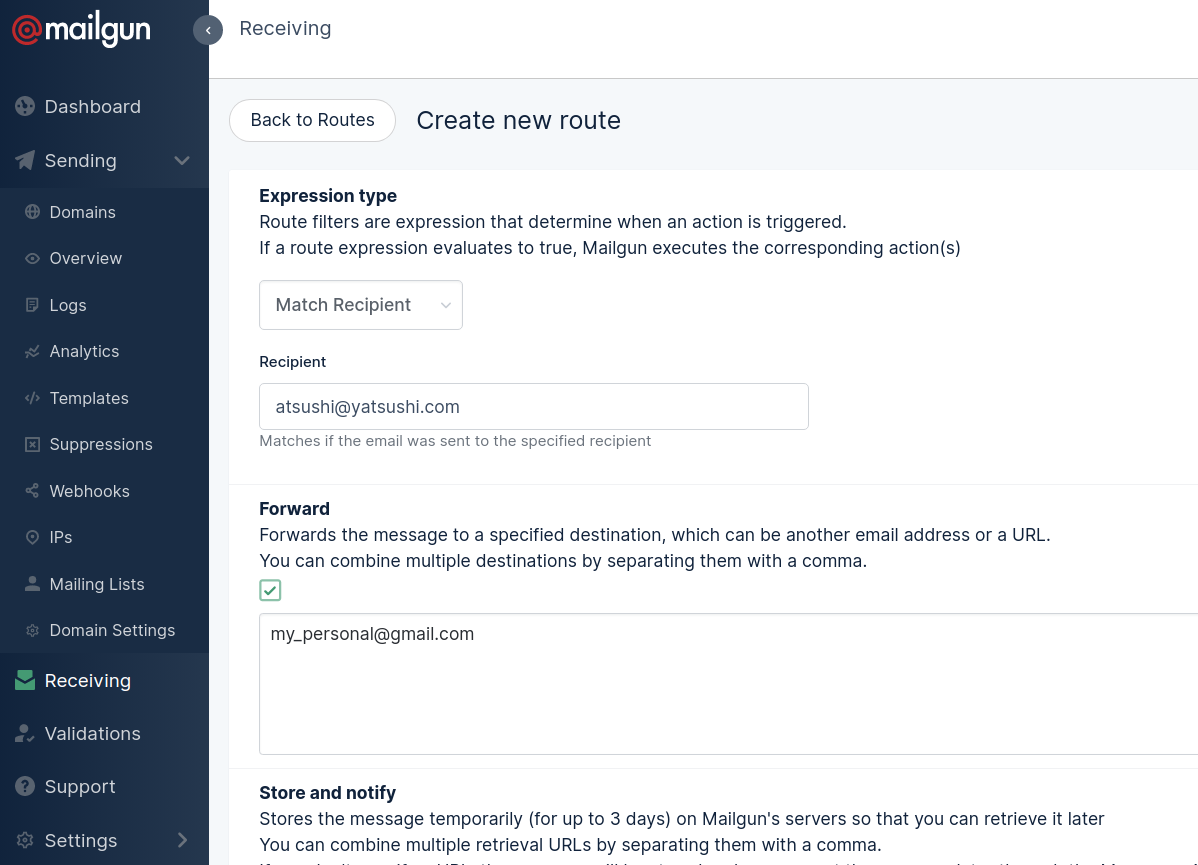 mailgun
Receiving
Dashboard
Sending
Domains
Overview
Logs
Analytics
Templates
Suppressions
Webhooks
IPs
Mailing Lists
Domain Settings
Receiving
Validations
Support
Settings
Back to Routes
Create new route
Expression type
Route filters are expression that determine when an action is triggered.
If a route expression evaluates to true, Mailgun executes the corresponding action(s)
Match Recipient
Recipient
atsushi@yatsushi.com
Matches if the email was sent to the specified recipient
Forward
Forwards the message to a specified destination, which can be another email address or a URL.
You can combine multiple destinations by separating them with a comma.
my_personal@gmail.com
Store and notify
Stores the message temporarily (for up to 3 days) on Mailgun's servers so that you can retrieve it later
You can combine multiple retrieval URLs by separating them with a comma.